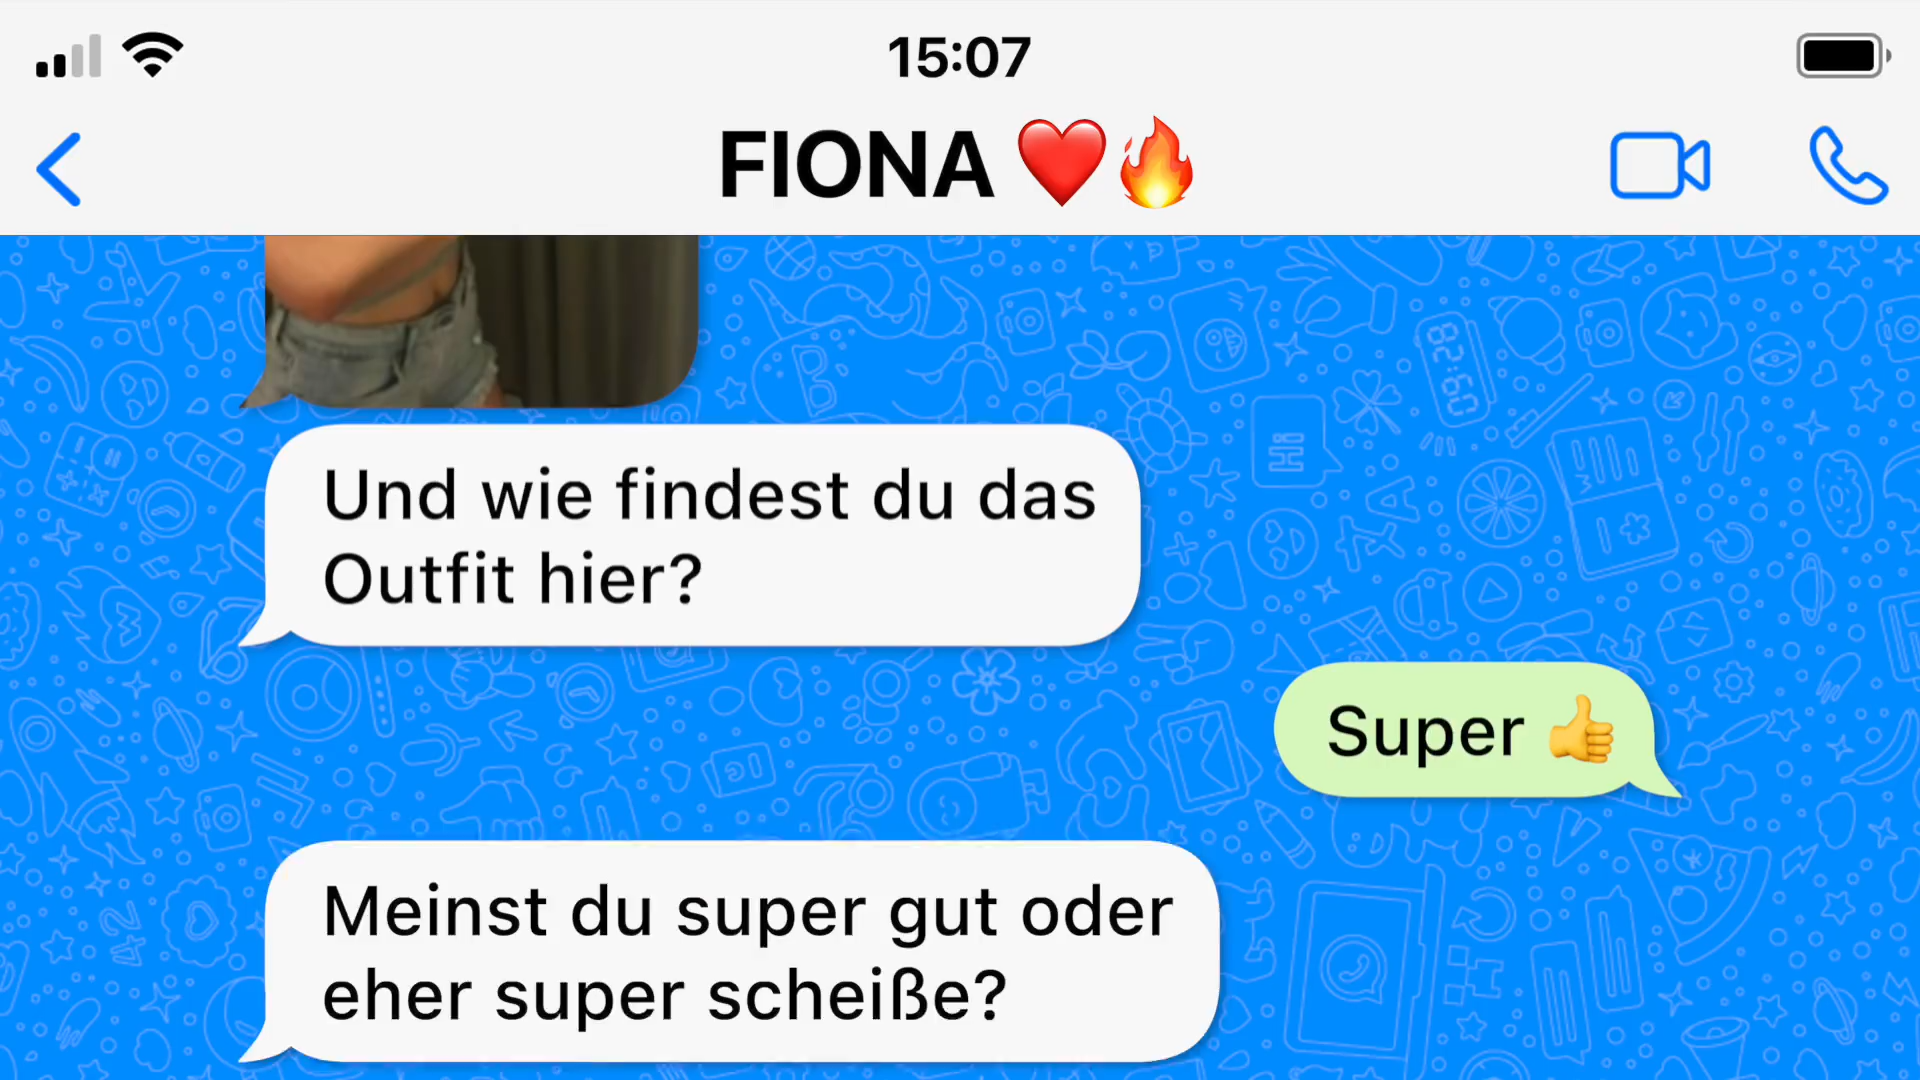 15:07
FIONA ❤️🔥
Und wie findest du das
Outfit hier?
Super 👍
Meinst du super gut oder
eher super scheiße?